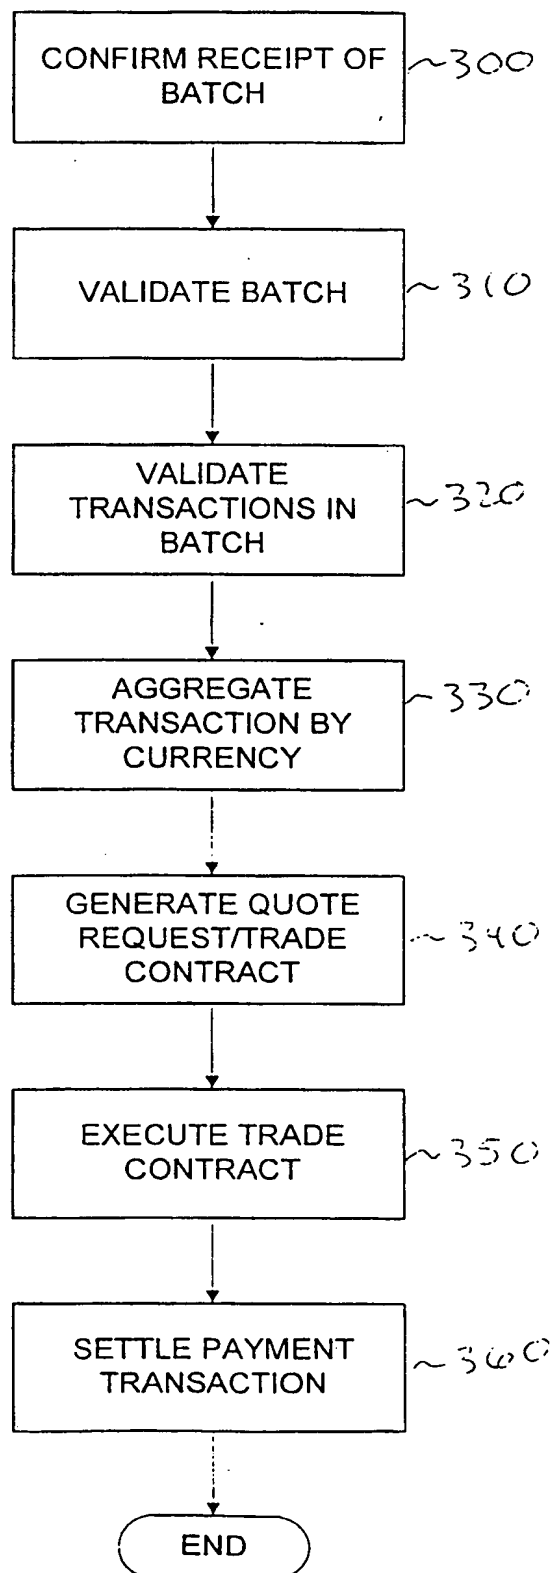 CONFIRM RECEIPT OF
BATCH
~300
VALIDATE BATCH
~310
VALIDATE
TRANSACTIONS IN
BATCH
~320
AGGREGATE
TRANSACTION BY
CURRENCY
~330
GENERATE QUOTE
REQUEST/TRADE
CONTRACT
~340
EXECUTE TRADE
CONTRACT
~350
SETTLE PAYMENT
TRANSACTION
~360
END